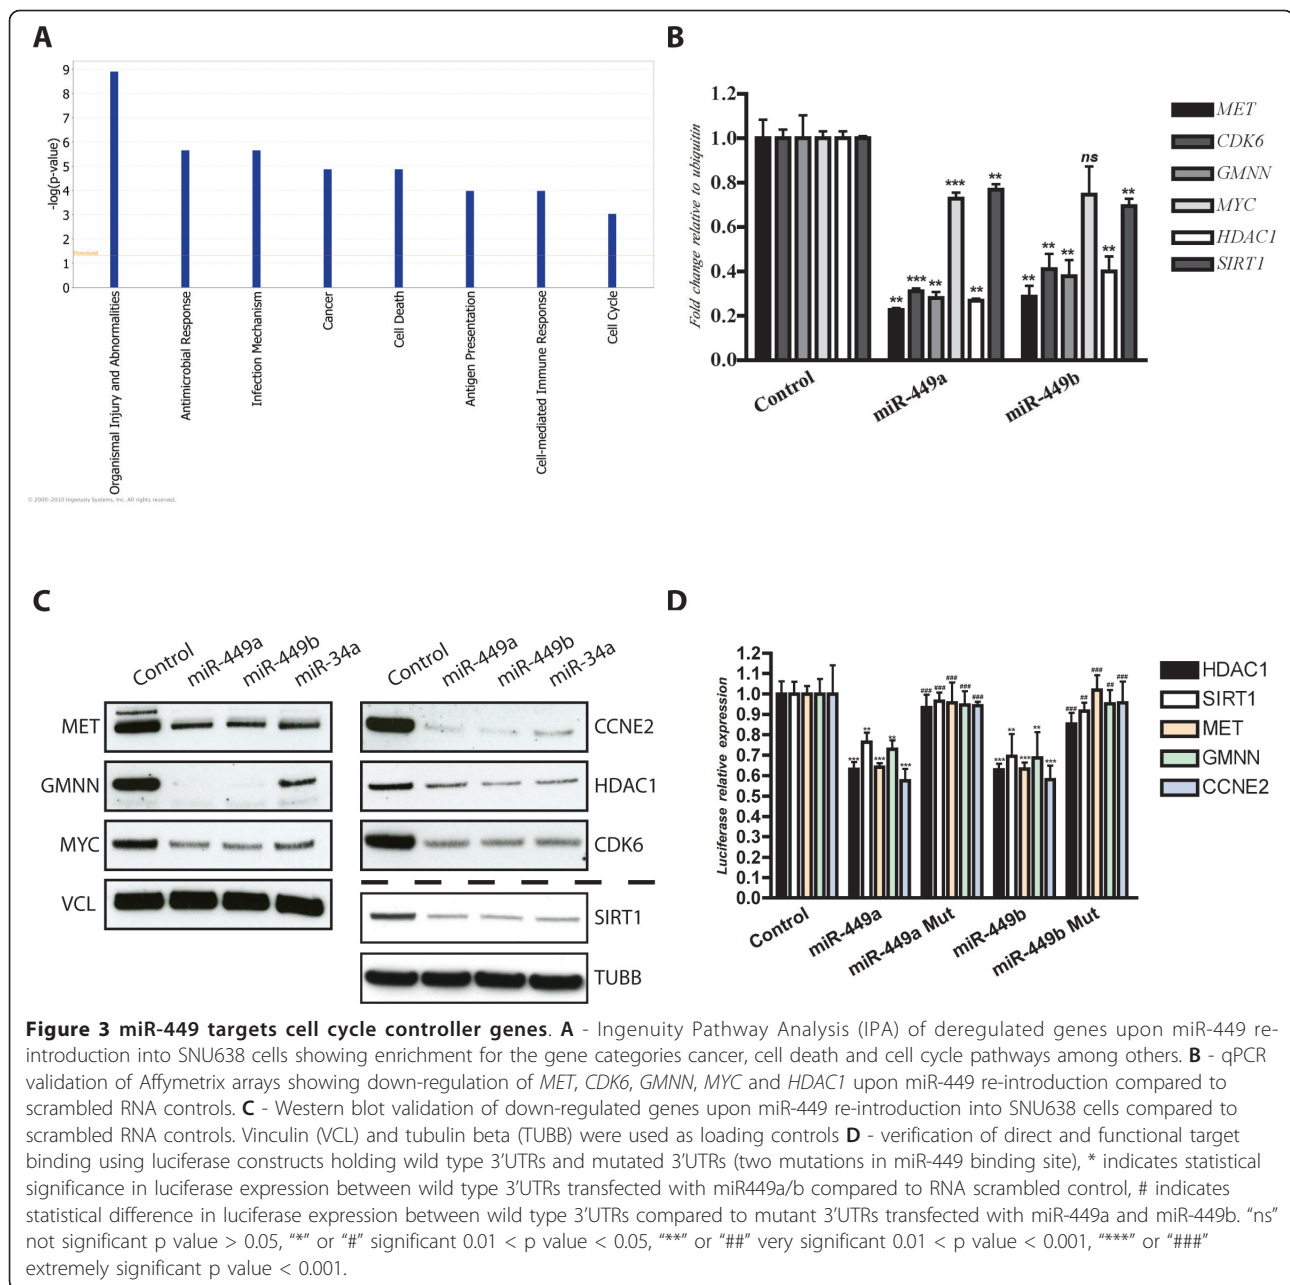 A
9
8
7
6
5
4
3
2
1
0
-log(p-value)
Threshold
Organismal Injury and Abnormalities
Antimicrobial Response
Infection Mechanism
Cancer
Cell Death
Antigen Presentation
Cell-mediated Immune Response
Cell Cycle
© 2000-2010 Ingenuity Systems, Inc. All rights reserved.
B
1.2
1.0
0.8
0.6
0.4
0.2
0.0
Fold change relative to ubiquitin
** *** ** *** ** **
** ** ** ns ** **
Control
miR-449a
miR-449b
MET
CDK6
GMNN
MYC
HDAC1
SIRT1
C
Control
miR-449a
miR-449b
miR-34a
MET
GMNN
MYC
VCL
Control
miR-449a
miR-449b
miR-34a
CCNE2
HDAC1
CDK6
SIRT1
TUBB
D
1.2
1.1
1.0
0.9
0.8
0.7
0.6
0.5
0.4
0.3
0.2
0.1
0.0
Luciferase relative expression
*** ** *** ** ***
### ### ### ### ###
*** ** *** ** ***
### ## ### ## ###
Control
miR-449a
miR-449a Mut
miR-449b
miR-449b Mut
HDAC1
SIRT1
MET
GMNN
CCNE2
Figure 3 miR-449 targets cell cycle controller genes. A - Ingenuity Pathway Analysis (IPA) of deregulated genes upon miR-449 re-
introduction into SNU638 cells showing enrichment for the gene categories cancer, cell death and cell cycle pathways among others. B - qPCR
validation of Affymetrix arrays showing down-regulation of MET, CDK6, GMNN, MYC and HDAC1 upon miR-449 re-introduction compared to
scrambled RNA controls. C - Western blot validation of down-regulated genes upon miR-449 re-introduction into SNU638 cells compared to
scrambled RNA controls. Vinculin (VCL) and tubulin beta (TUBB) were used as loading controls D - verification of direct and functional target
binding using luciferase constructs holding wild type 3'UTRs and mutated 3'UTRs (two mutations in miR-449 binding site), * indicates statistical
significance in luciferase expression between wild type 3'UTRs transfected with miR449a/b compared to RNA scrambled control, # indicates
statistical difference in luciferase expression between wild type 3'UTRs compared to mutant 3'UTRs transfected with miR-449a and miR-449b. "ns"
not significant p value > 0.05, "*" or "#" significant 0.01 < p value < 0.05, "**" or "##" very significant 0.01 < p value < 0.001, "***" or "###"
extremely significant p value < 0.001.